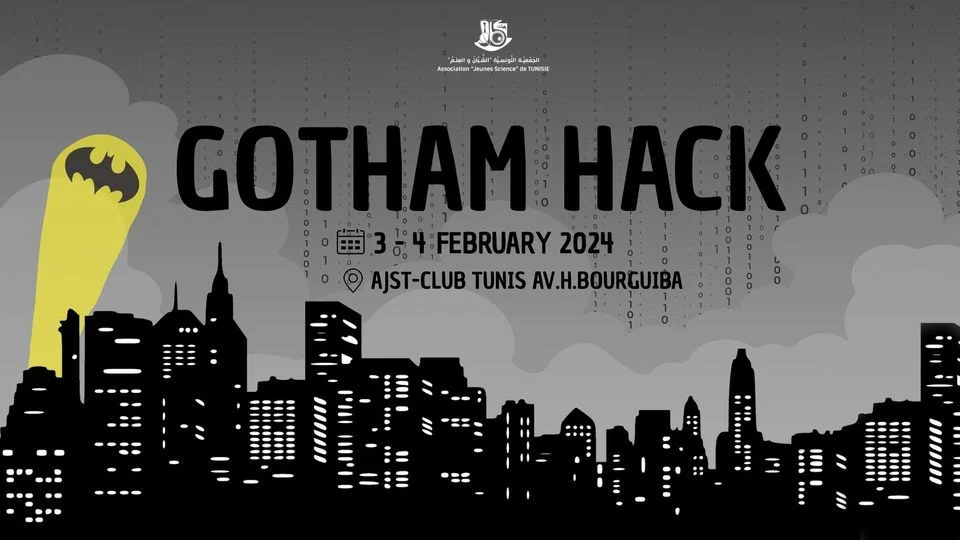 الجمعية التونسية "الشبان و العلم"
Association "Jeunes Science" de TUNISIE
GOTHAM HACK
3 - 4 FEBRUARY 2024
AJST-CLUB TUNIS AV.H.BOURGUIBA